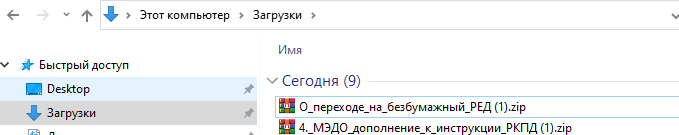 Этот компьютер > Загрузки >
Имя
Быстрый доступ
Сегодня (9)
Desktop
Загрузки
О_переходе_на_безбумажный_РЕД (1).zip
4._МЭДО_дополнение_к_инструкции_РКПД (1).zip